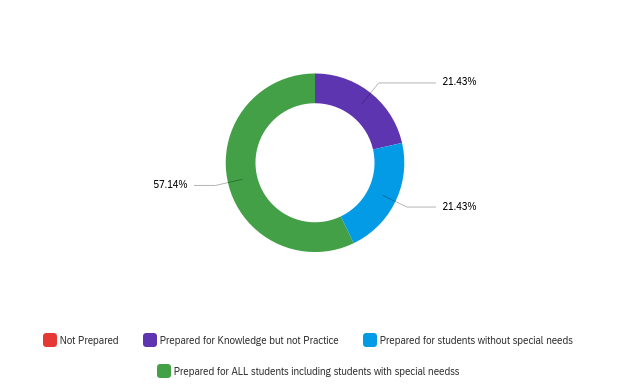 21.43%
57.14%
21.43%
Not Prepared
Prepared for Knowledge but not Practice
Prepared for students without special needs
Prepared for ALL students including students with special needss